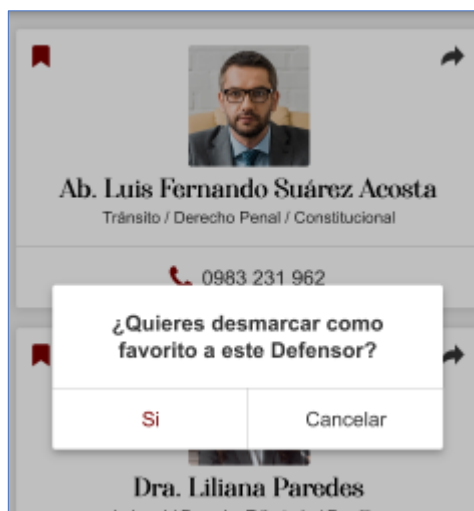 Ab. Luis Fernando Suárez Acosta
Tránsito / Derecho Penal / Constitucional
0983 231 962
¿Quieres desmarcar como
favorito a este Defensor?
Si
Cancelar
Dra. Liliana Paredes